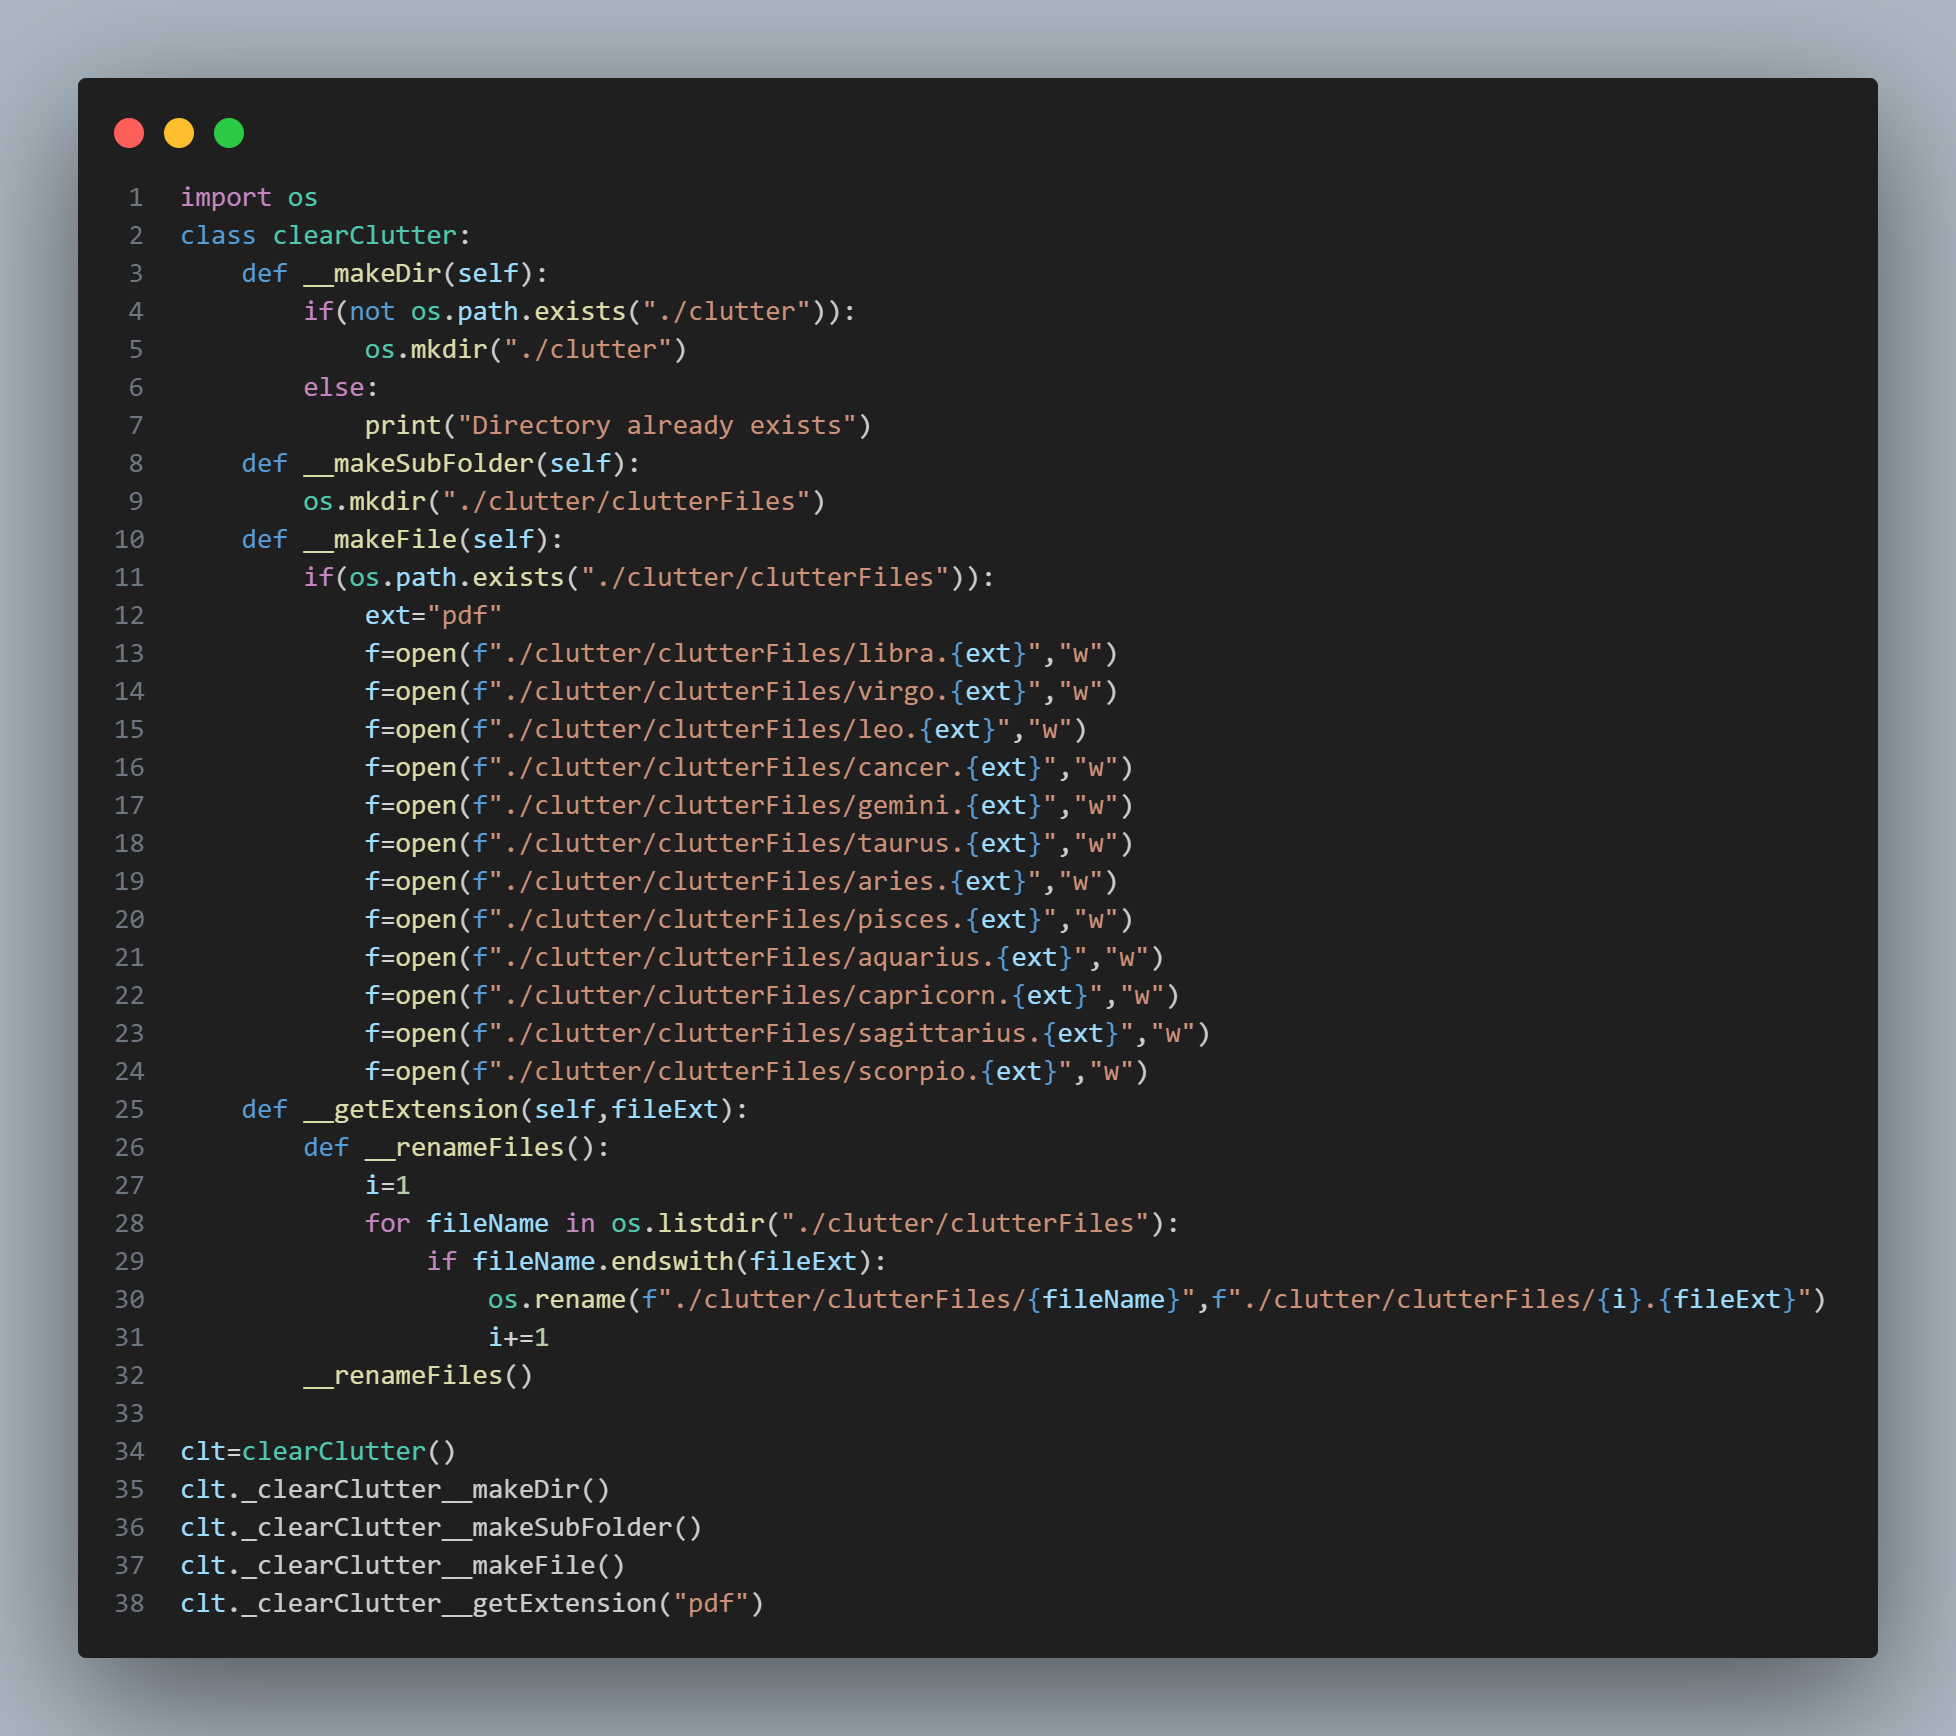 1 import os
2 class clearClutter:
3     def __makeDir(self):
4         if(not os.path.exists("./clutter")):
5             os.mkdir("./clutter")
6         else:
7             print("Directory already exists")
8     def __makeSubFolder(self):
9         os.mkdir("./clutter/clutterFiles")
10     def __makeFile(self):
11         if(os.path.exists("./clutter/clutterFiles")):
12             ext="pdf"
13             f=open(f"./clutter/clutterFiles/libra.{ext}","w")
14             f=open(f"./clutter/clutterFiles/virgo.{ext}","w")
15             f=open(f"./clutter/clutterFiles/leo.{ext}","w")
16             f=open(f"./clutter/clutterFiles/cancer.{ext}","w")
17             f=open(f"./clutter/clutterFiles/gemini.{ext}","w")
18             f=open(f"./clutter/clutterFiles/taurus.{ext}","w")
19             f=open(f"./clutter/clutterFiles/aries.{ext}","w")
20             f=open(f"./clutter/clutterFiles/pisces.{ext}","w")
21             f=open(f"./clutter/clutterFiles/aquarius.{ext}","w")
22             f=open(f"./clutter/clutterFiles/capricorn.{ext}","w")
23             f=open(f"./clutter/clutterFiles/sagittarius.{ext}","w")
24             f=open(f"./clutter/clutterFiles/scorpio.{ext}","w")
25     def __getExtension(self,fileExt):
26         def __renameFiles():
27             i=1
28             for fileName in os.listdir("./clutter/clutterFiles"):
29                 if fileName.endswith(fileExt):
30                     os.rename(f"./clutter/clutterFiles/{fileName}",f"./clutter/clutterFiles/{i}.{fileExt}")
31                     i+=1
32         __renameFiles()
33
34 clt=clearClutter()
35 clt._clearClutter__makeDir()
36 clt._clearClutter__makeSubFolder()
37 clt._clearClutter__makeFile()
38 clt._clearClutter__getExtension("pdf")